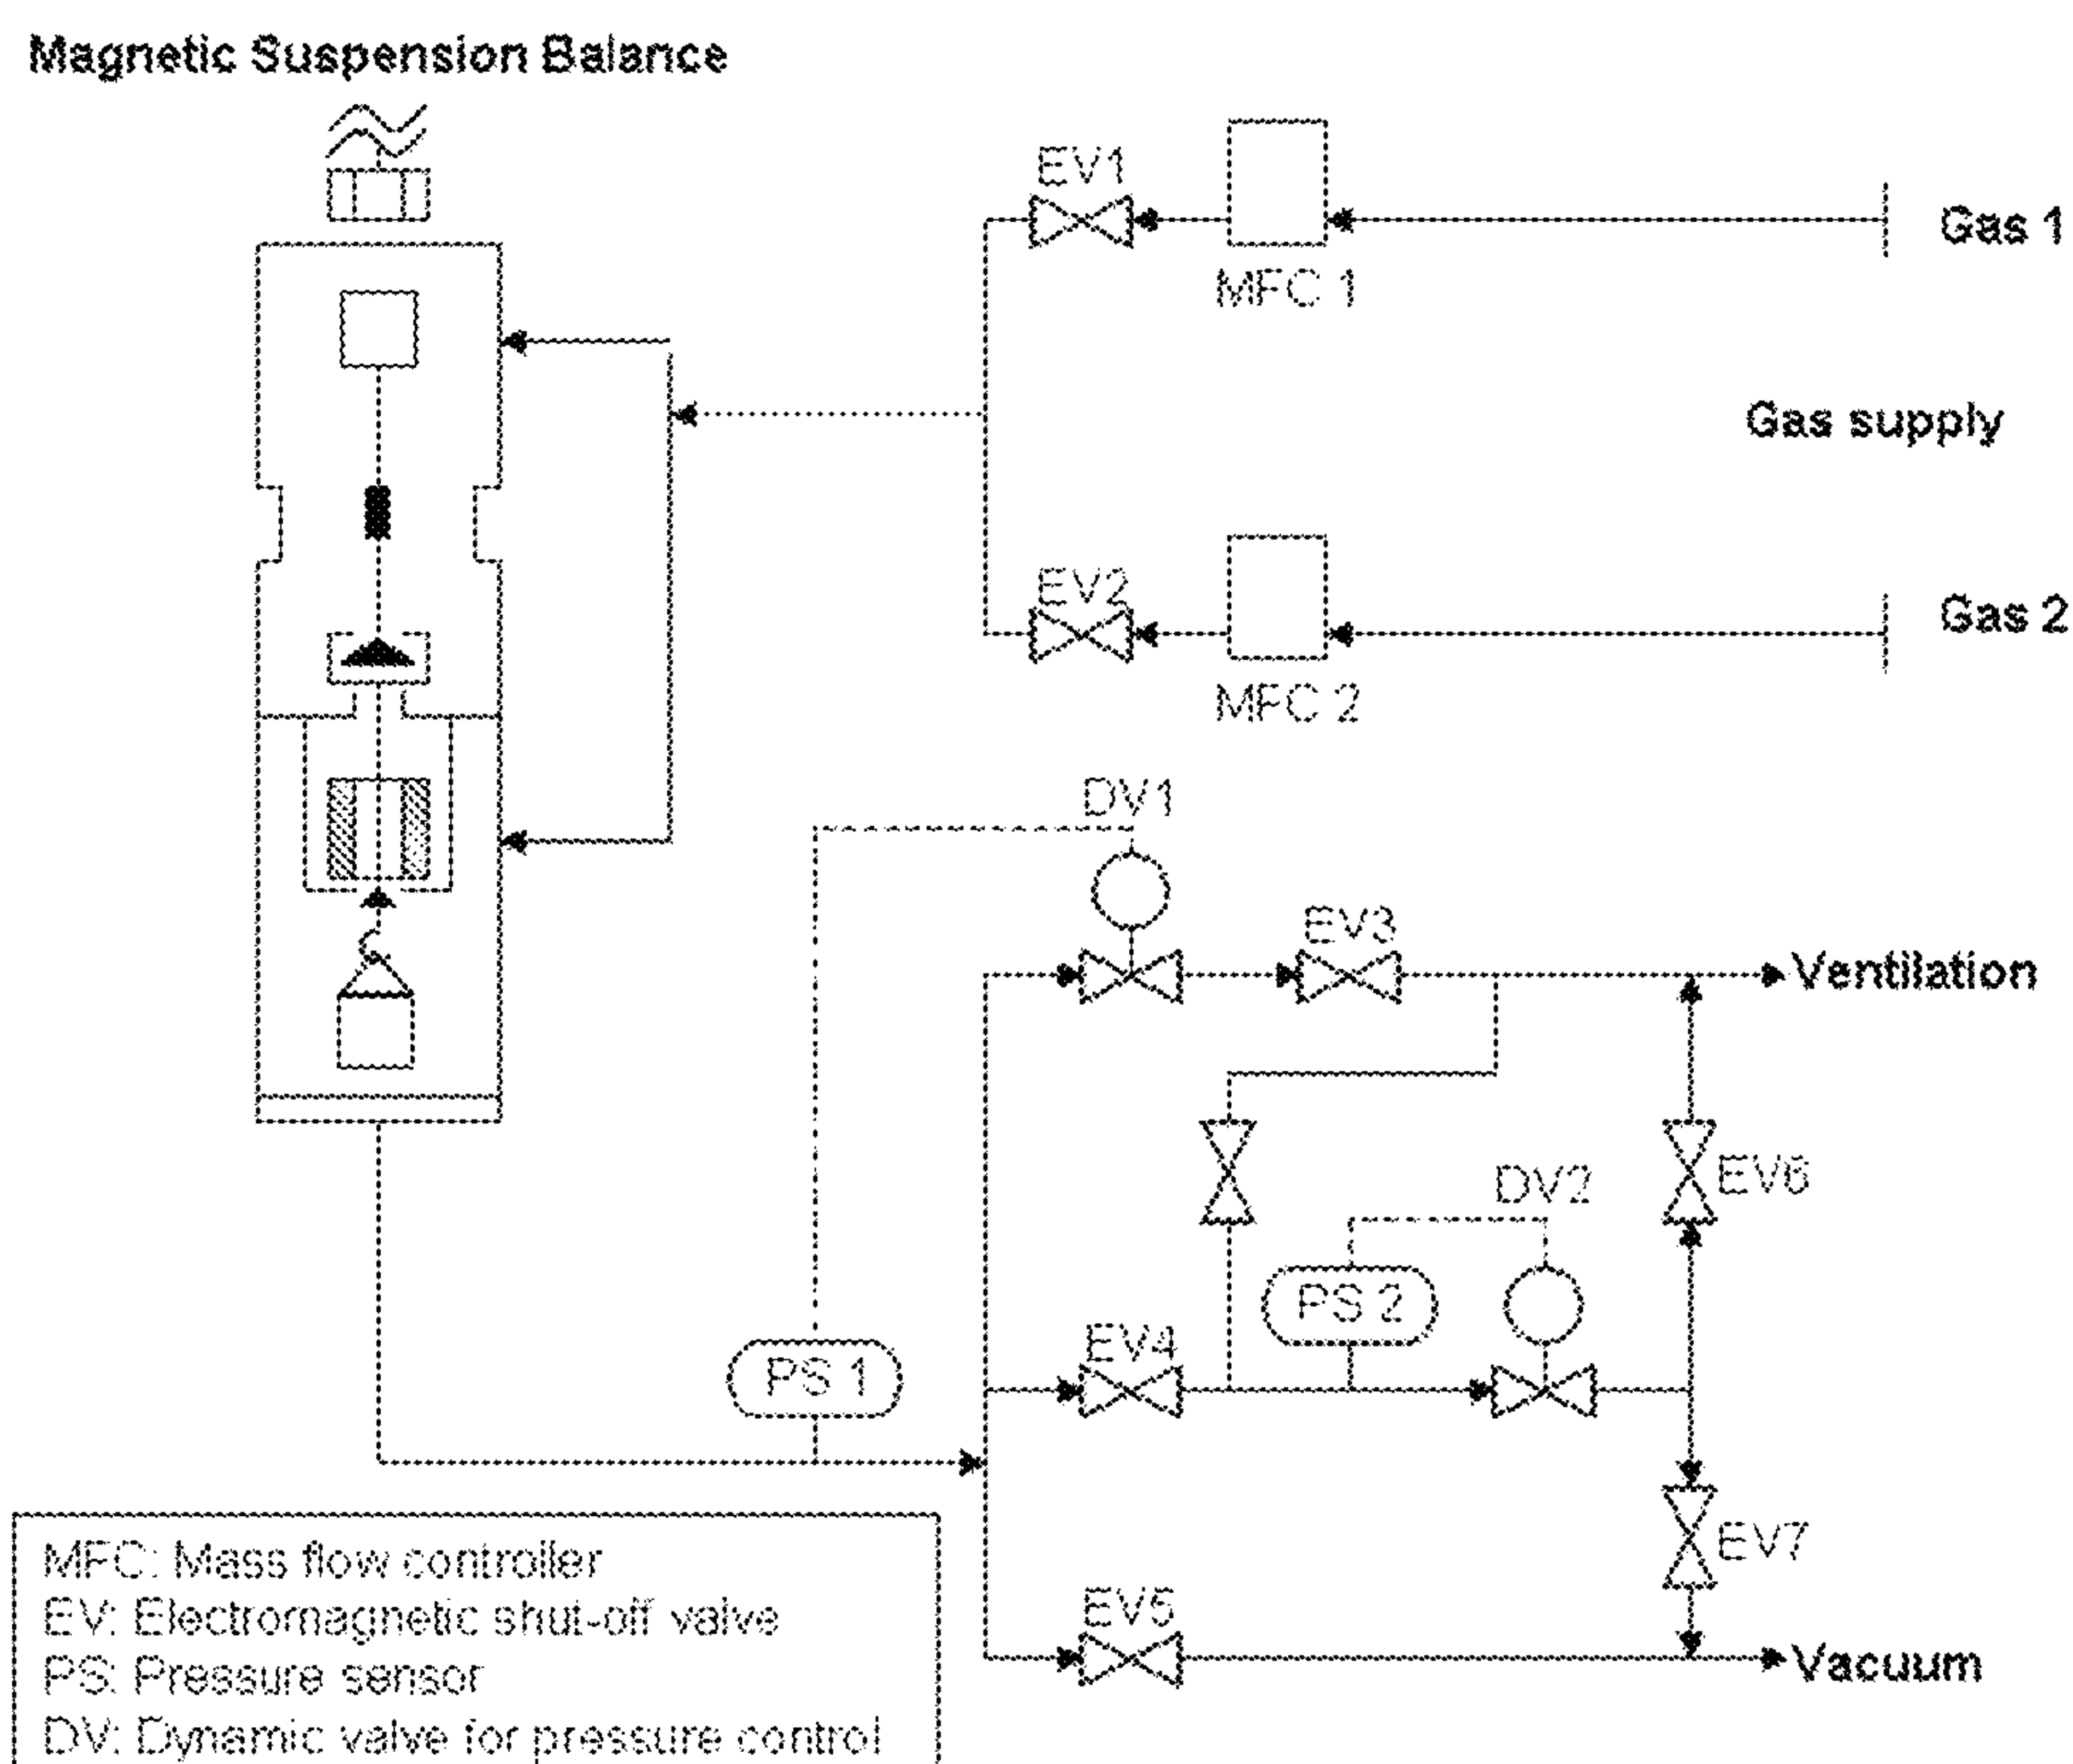 Magnetic Suspension Balance
EV1
Gas 1
MFC 1
Gas supply
EV2
Gas 2
MFC 2
DV1
EV3
Ventilation
DV2
EV6
PS 2
EV4
PS 1
EV7
EV5
Vacuum
MFC: Mass flow controller
EV: Electromagnetic shut-off valve
PS: Pressure sensor
DV: Dynamic valve for pressure control